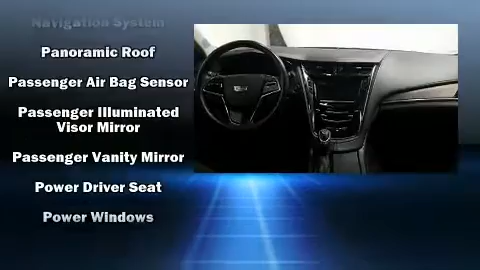 Navigation System
Panoramic Roof
Passenger Air Bag Sensor
Passenger Illuminated
Visor Mirror
Passenger Vanity Mirror
Power Driver Seat
Power Windows